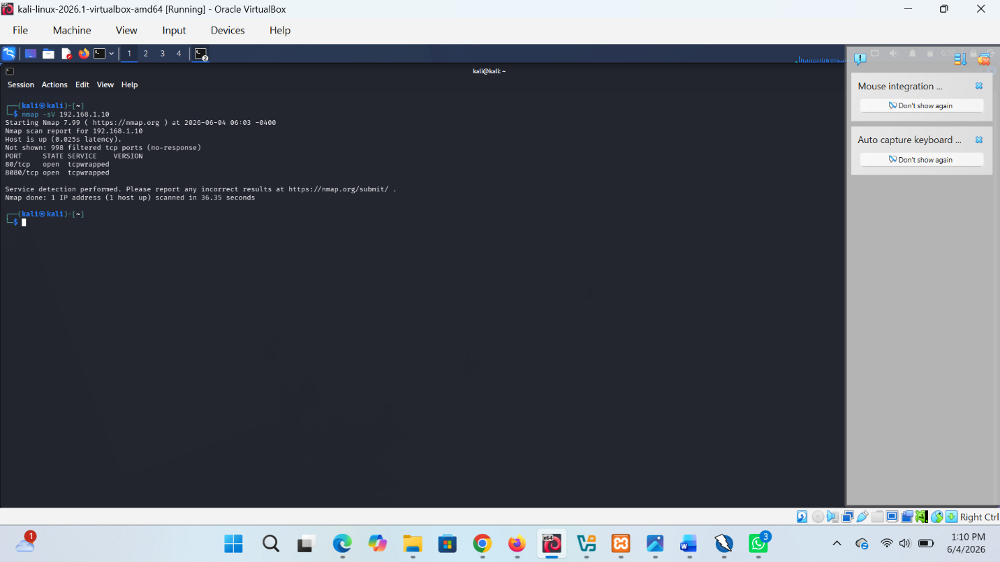 kali-linux-2026.1-virtualbox-amd64 [Running] - Oracle VirtualBox
File Machine View Input Devices Help
1 2 3 4
kali@kali: ~
Session Actions Edit View Help
┌──(kali㉿kali)-[~]
└─$ nmap -sV 192.168.1.10
Starting Nmap 7.99 ( https://nmap.org ) at 2026-06-04 06:03 -0400
Nmap scan report for 192.168.1.10
Host is up (0.025s latency).
Not shown: 998 filtered tcp ports (no-response)
PORT     STATE SERVICE    VERSION
80/tcp   open  tcpwrapped
8080/tcp open  tcpwrapped
Service detection performed. Please report any incorrect results at https://nmap.org/submit/ .
Nmap done: 1 IP address (1 host up) scanned in 36.35 seconds
┌──(kali㉿kali)-[~]
└─$
Mouse integration ...
Don't show again
Auto capture keyboard ...
Don't show again
Right Ctrl
1
3
1:10 PM
6/4/2026